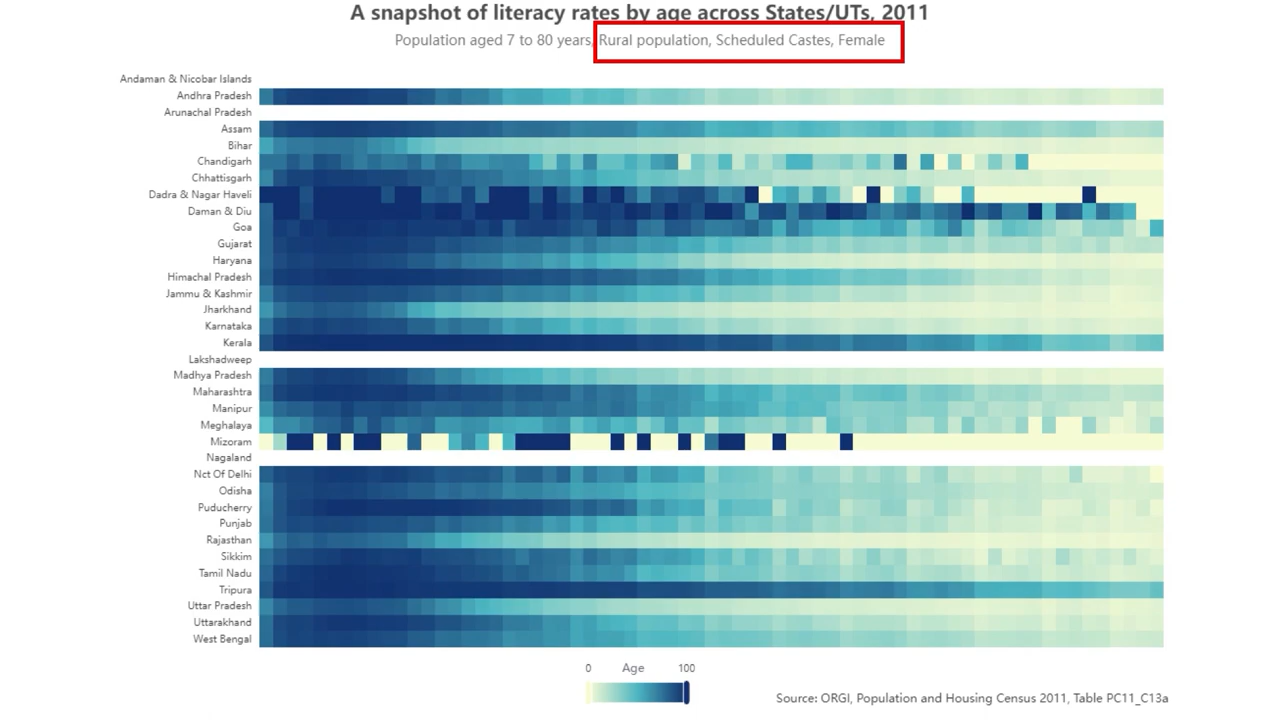 A snapshot of literacy rates by age across States/UTs, 2011
Population aged 7 to 80 years, Rural population, Scheduled Castes, Female
Andaman & Nicobar Islands
Andhra Pradesh
Arunachal Pradesh
Assam
Bihar
Chandigarh
Chhattisgarh
Dadra & Nagar Haveli
Daman & Diu
Goa
Gujarat
Haryana
Himachal Pradesh
Jammu & Kashmir
Jharkhand
Karnataka
Kerala
Lakshadweep
Madhya Pradesh
Maharashtra
Manipur
Meghalaya
Mizoram
Nagaland
Nct Of Delhi
Odisha
Puducherry
Punjab
Rajasthan
Sikkim
Tamil Nadu
Tripura
Uttar Pradesh
Uttarakhand
West Bengal
0 Age 100
Source: ORGI, Population and Housing Census 2011, Table PC11_C13a